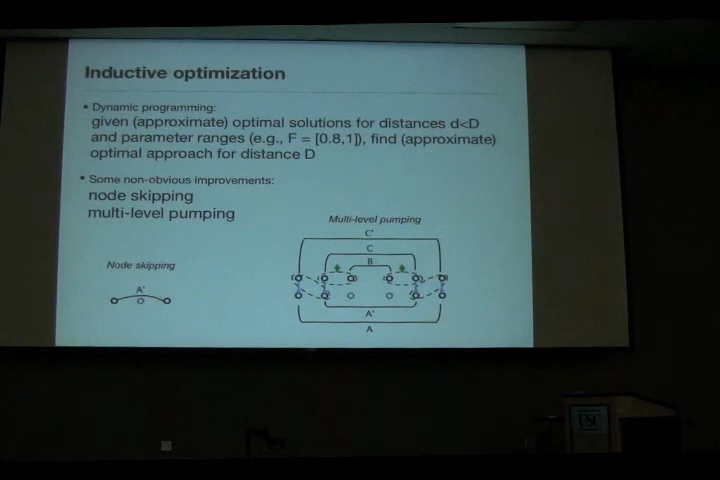 Inductive optimization
• Dynamic programming:
given (approximate) optimal solutions for distances d<D
and parameter ranges (e.g., F = [0.8,1]), find (approximate)
optimal approach for distance D
• Some non-obvious improvements:
node skipping
multi-level pumping
Multi-level pumping
C'
C
B
Node skipping
A'
A'
A
USC